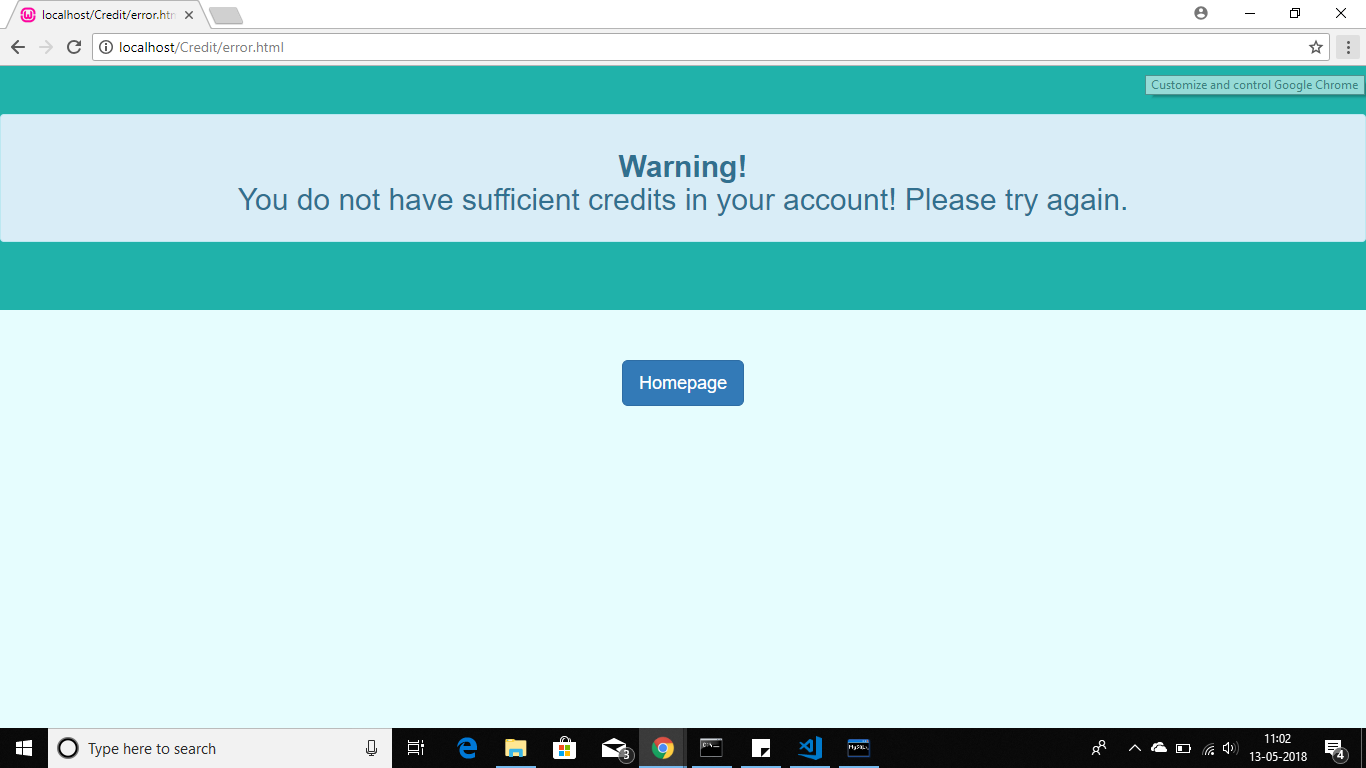 localhost/Credit/error.htm
localhost/Credit/error.html
Customize and control Google Chrome
Warning!
You do not have sufficient credits in your account! Please try again.
Homepage
Type here to search
3
MySQL
11:02
13-05-2018
4